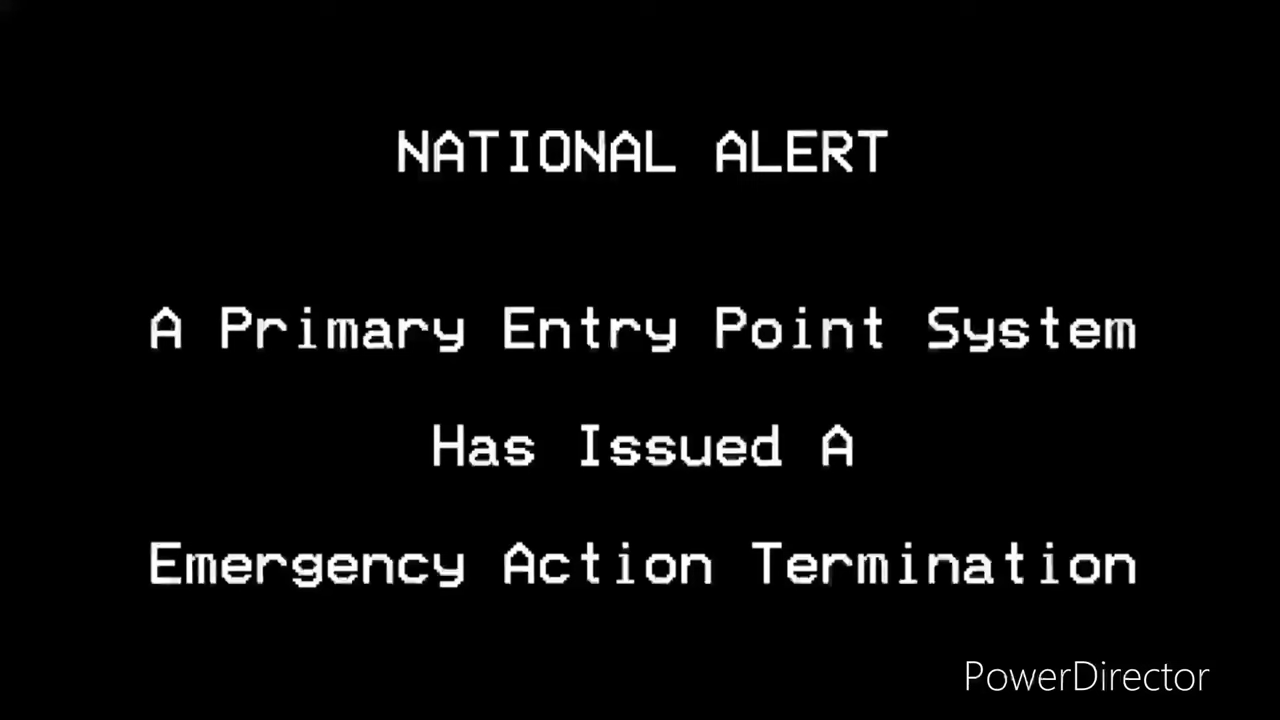 NATIONAL ALERT
A Primary Entry Point System
Has Issued A
Emergency Action Termination
PowerDirector